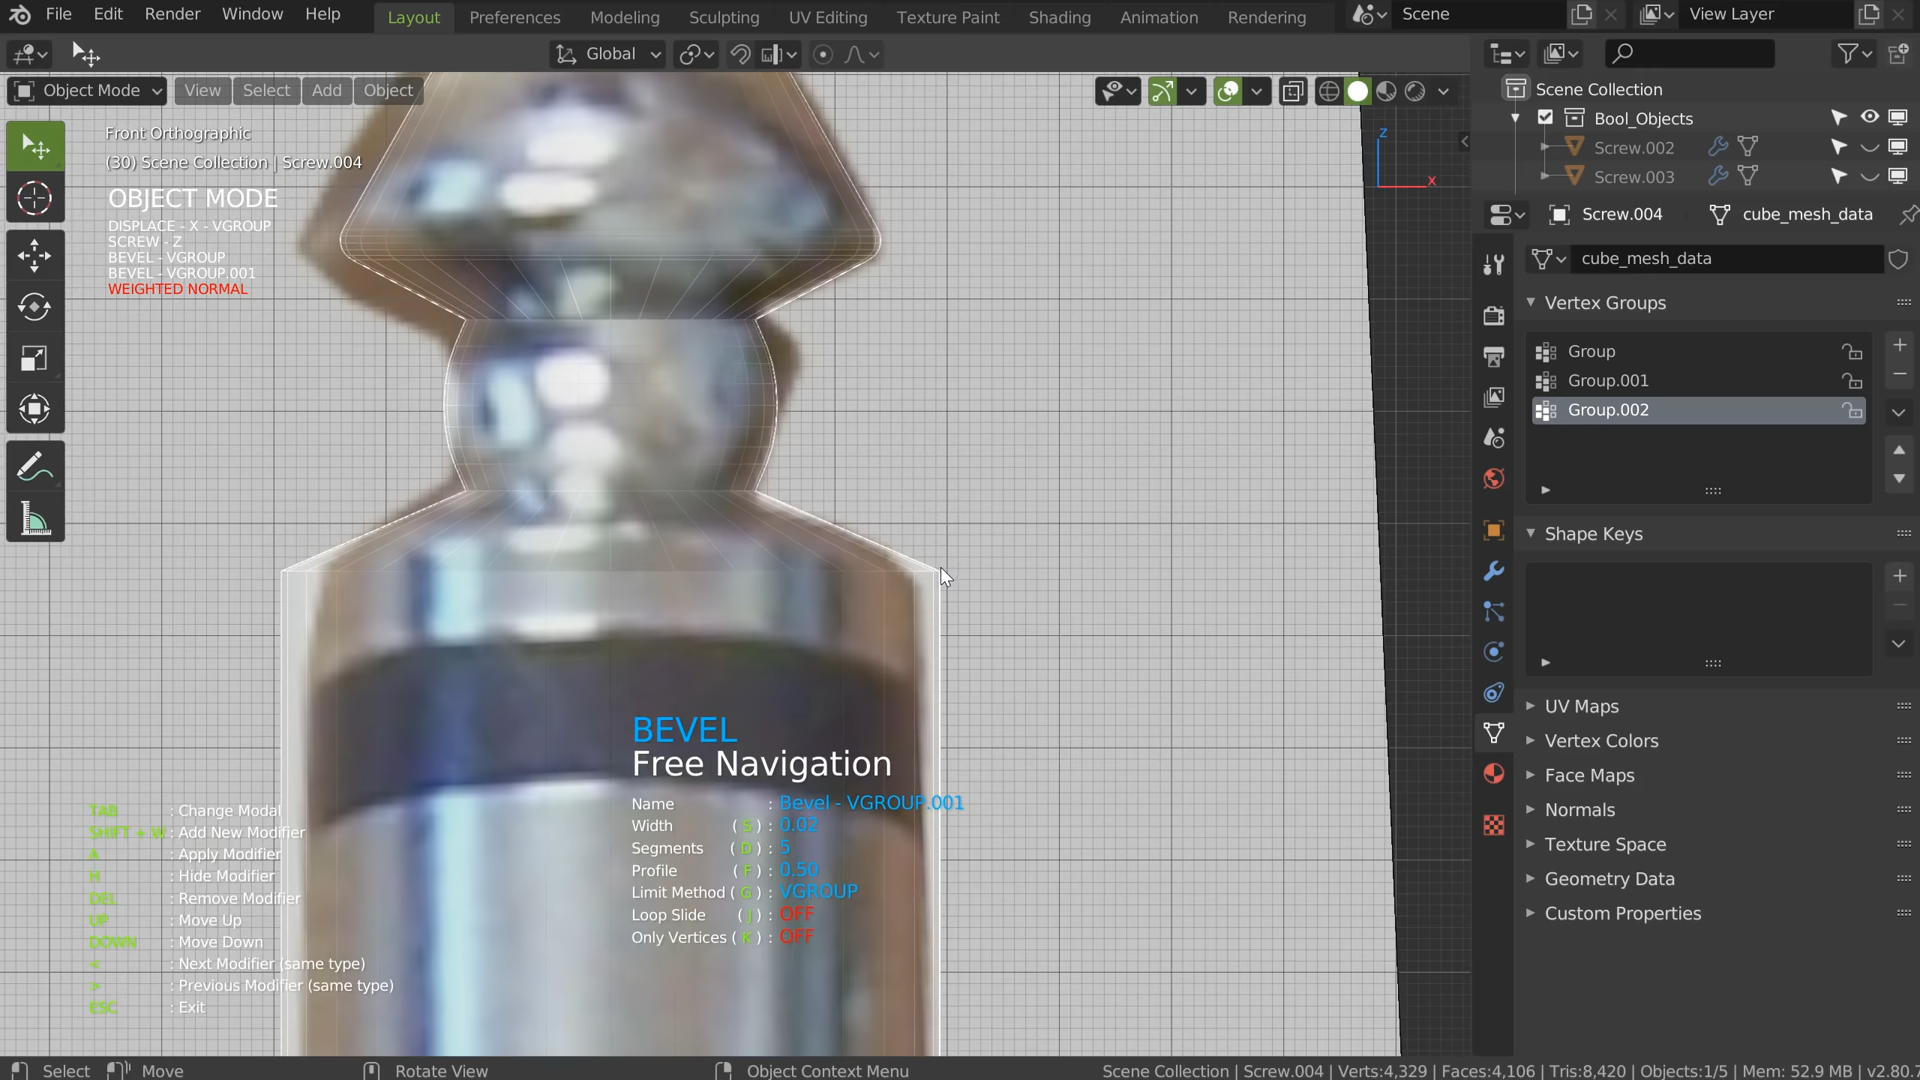 File Edit Render Window Help Layout Preferences Modeling Sculpting UV Editing Texture Paint Shading Animation Rendering Scene View Layer
Global
Object Mode View Select Add Object
Scene Collection
Bool_Objects
Screw.002
Screw.003
Screw.004 cube_mesh_data
cube_mesh_data
Vertex Groups
Group
Group.001
Group.002
Shape Keys
UV Maps
Vertex Colors
Face Maps
Normals
Texture Space
Geometry Data
Custom Properties
Front Orthographic
(30) Scene Collection | Screw.004
OBJECT MODE
DISPLACE - X - VGROUP
SCREW - Z
BEVEL - VGROUP
BEVEL - VGROUP.001
WEIGHTED NORMAL
Z
X
BEVEL
Free Navigation
Name : Bevel - VGROUP.001
Width ( S ) : 0.02
Segments ( D ) : 5
Profile ( F ) : 0.50
Limit Method ( G ) : VGROUP
Loop Slide ( J ) : OFF
Only Vertices ( K ) : OFF
TAB : Change Modal
SHIFT + W : Add New Modifier
A : Apply Modifier
H : Hide Modifier
DEL : Remove Modifier
UP : Move Up
DOWN : Move Down
< : Next Modifier (same type)
> : Previous Modifier (same type)
ESC : Exit
Select Move Rotate View Object Context Menu Scene Collection | Screw.004 | Verts:4,329 | Faces:4,106 | Tris:8,420 | Objects:1/5 | Mem: 52.9 MB | v2.80.7